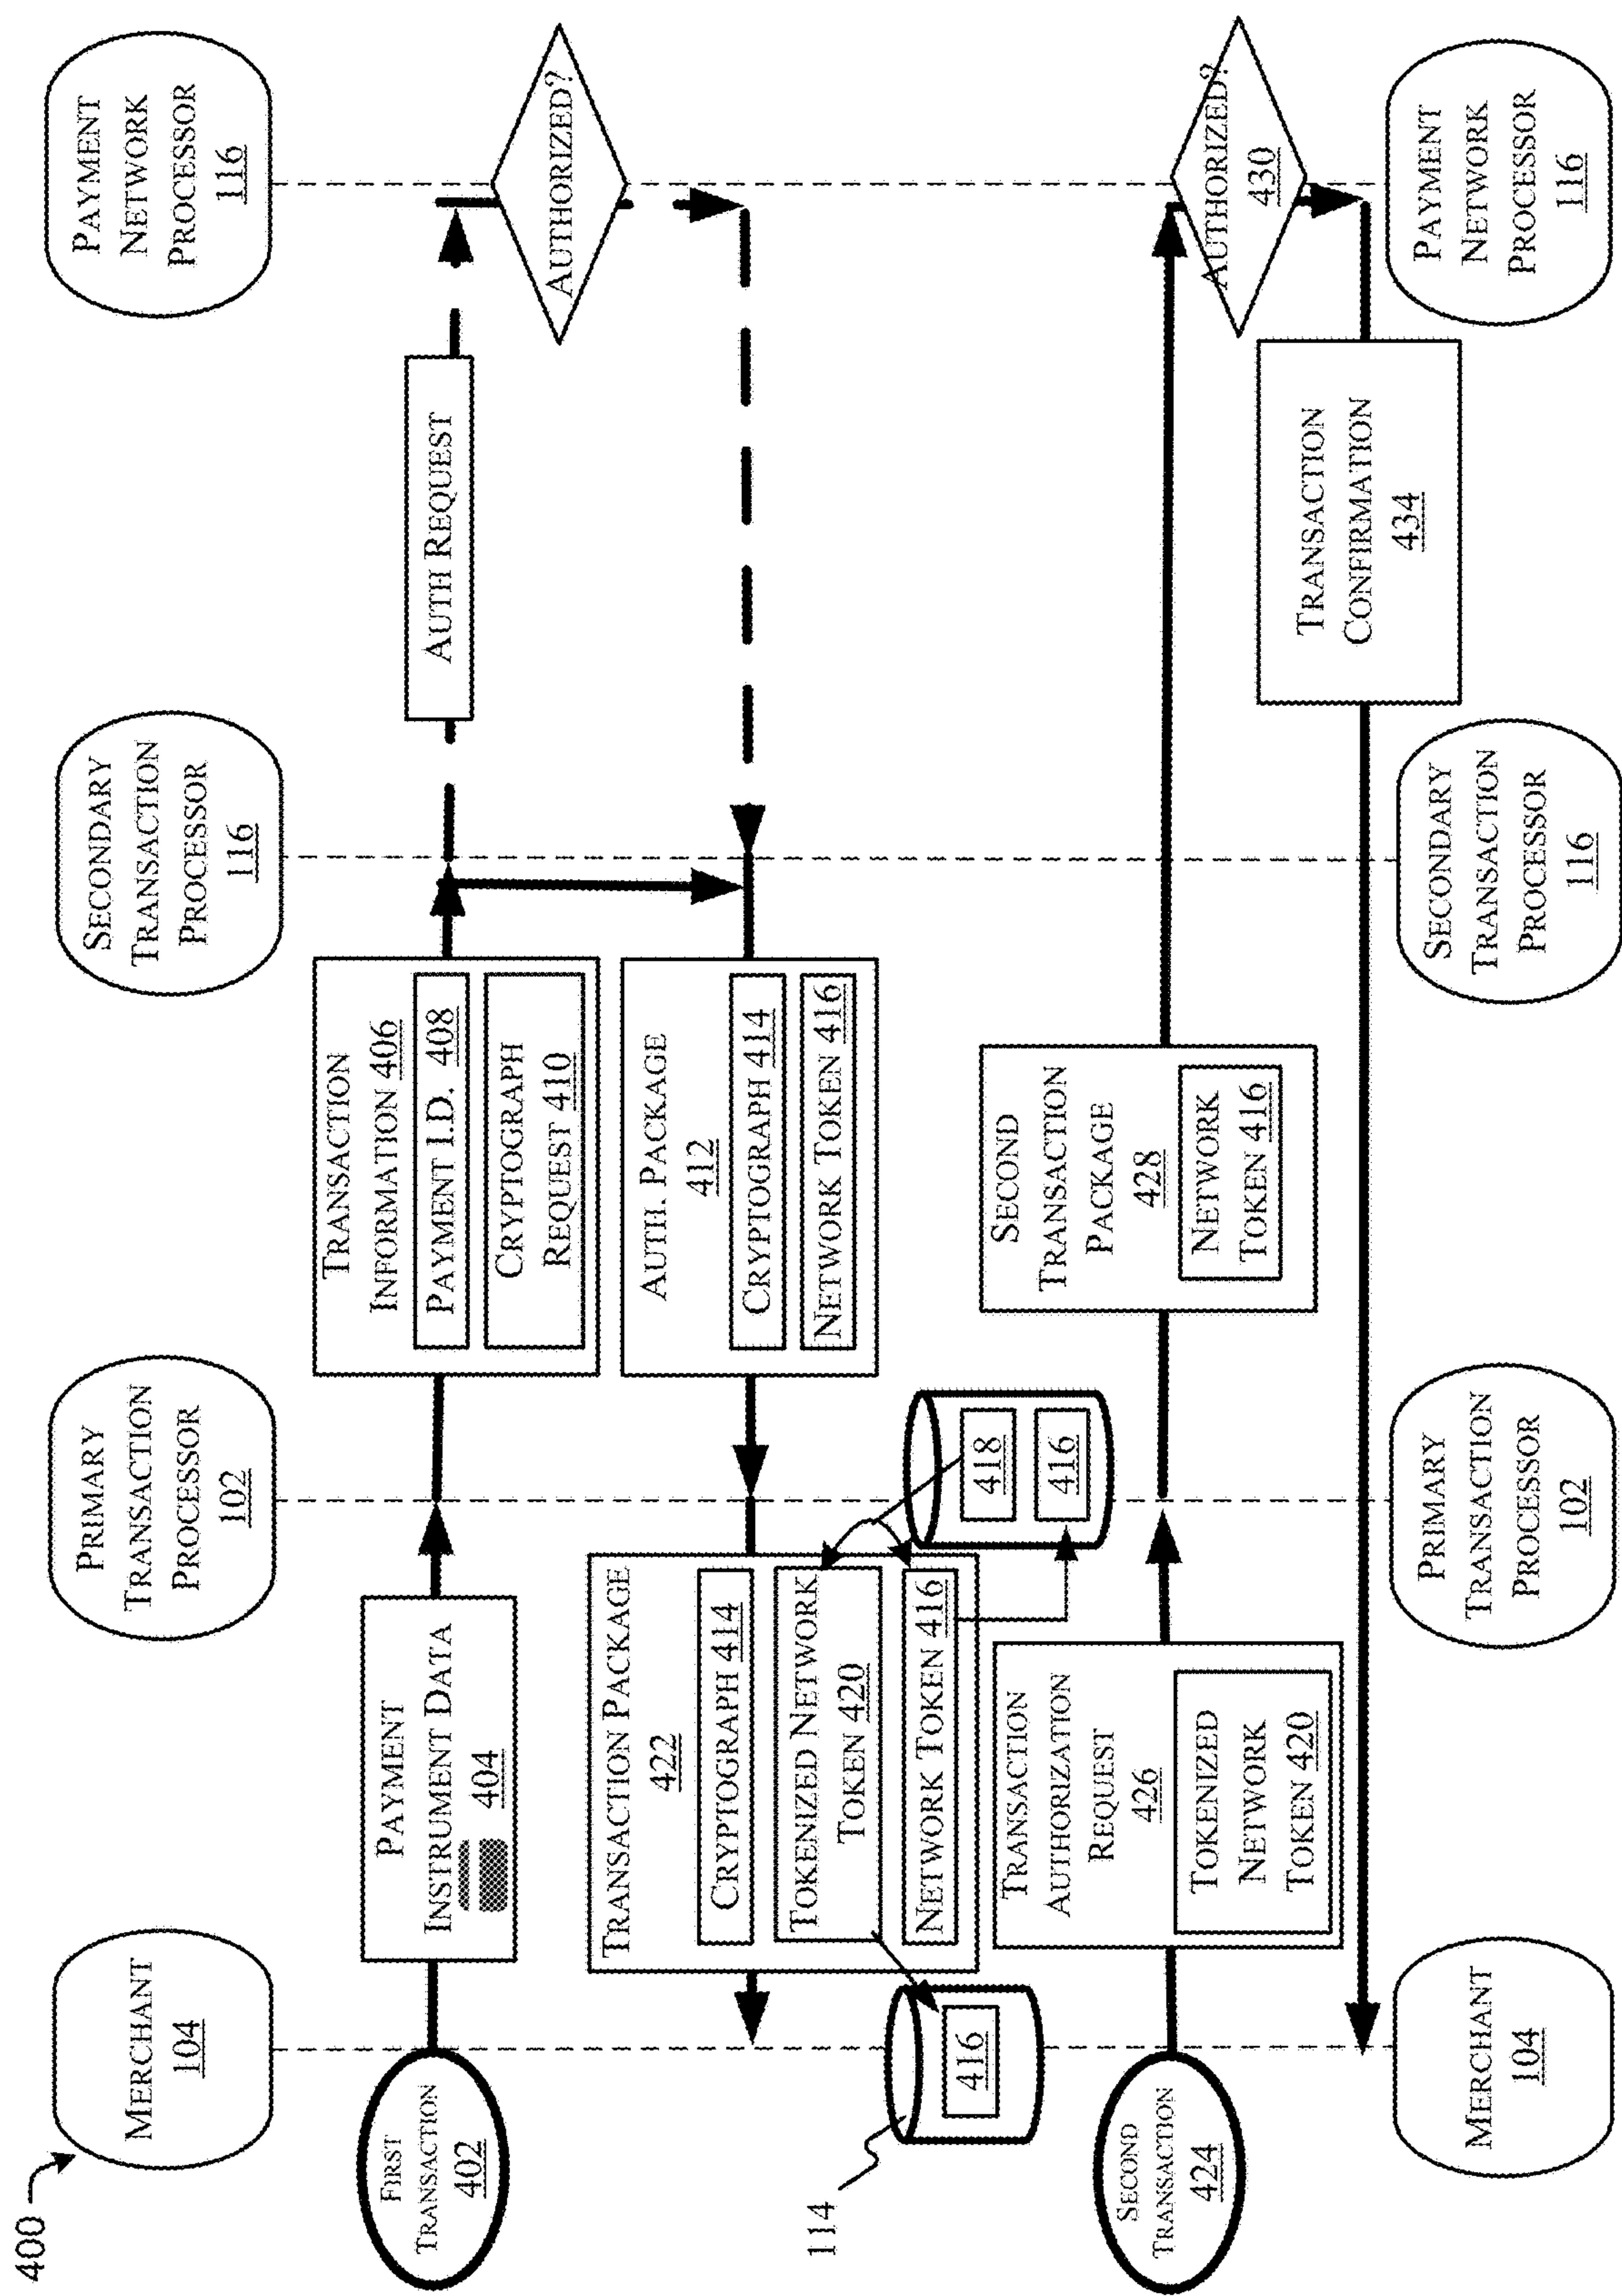 400
MERCHANT
104
PRIMARY
TRANSACTION
PROCESSOR
102
SECONDARY
TRANSACTION
PROCESSOR
116
PAYMENT
NETWORK
PROCESSOR
116
FIRST
TRANSACTION
402
PAYMENT
INSTRUMENT DATA
404
TRANSACTION
INFORMATION 406
PAYMENT I.D. 408
CRYPTOGRAPH
REQUEST 410
AUTH REQUEST
AUTHORIZED?
TRANSACTION PACKAGE
422
CRYPTOGRAPH 414
TOKENIZED NETWORK
TOKEN 420
NETWORK TOKEN 416
AUTH. PACKAGE
412
CRYPTOGRAPH 414
NETWORK TOKEN 416
114
416
418
416
SECOND
TRANSACTION
424
TRANSACTION
AUTHORIZATION
REQUEST
426
TOKENIZED
NETWORK
TOKEN 420
SECOND
TRANSACTION
PACKAGE
428
NETWORK
TOKEN 416
AUTHORIZED?
430
TRANSACTION
CONFIRMATION
434
MERCHANT
104
PRIMARY
TRANSACTION
PROCESSOR
102
SECONDARY
TRANSACTION
PROCESSOR
116
PAYMENT
NETWORK
PROCESSOR
116